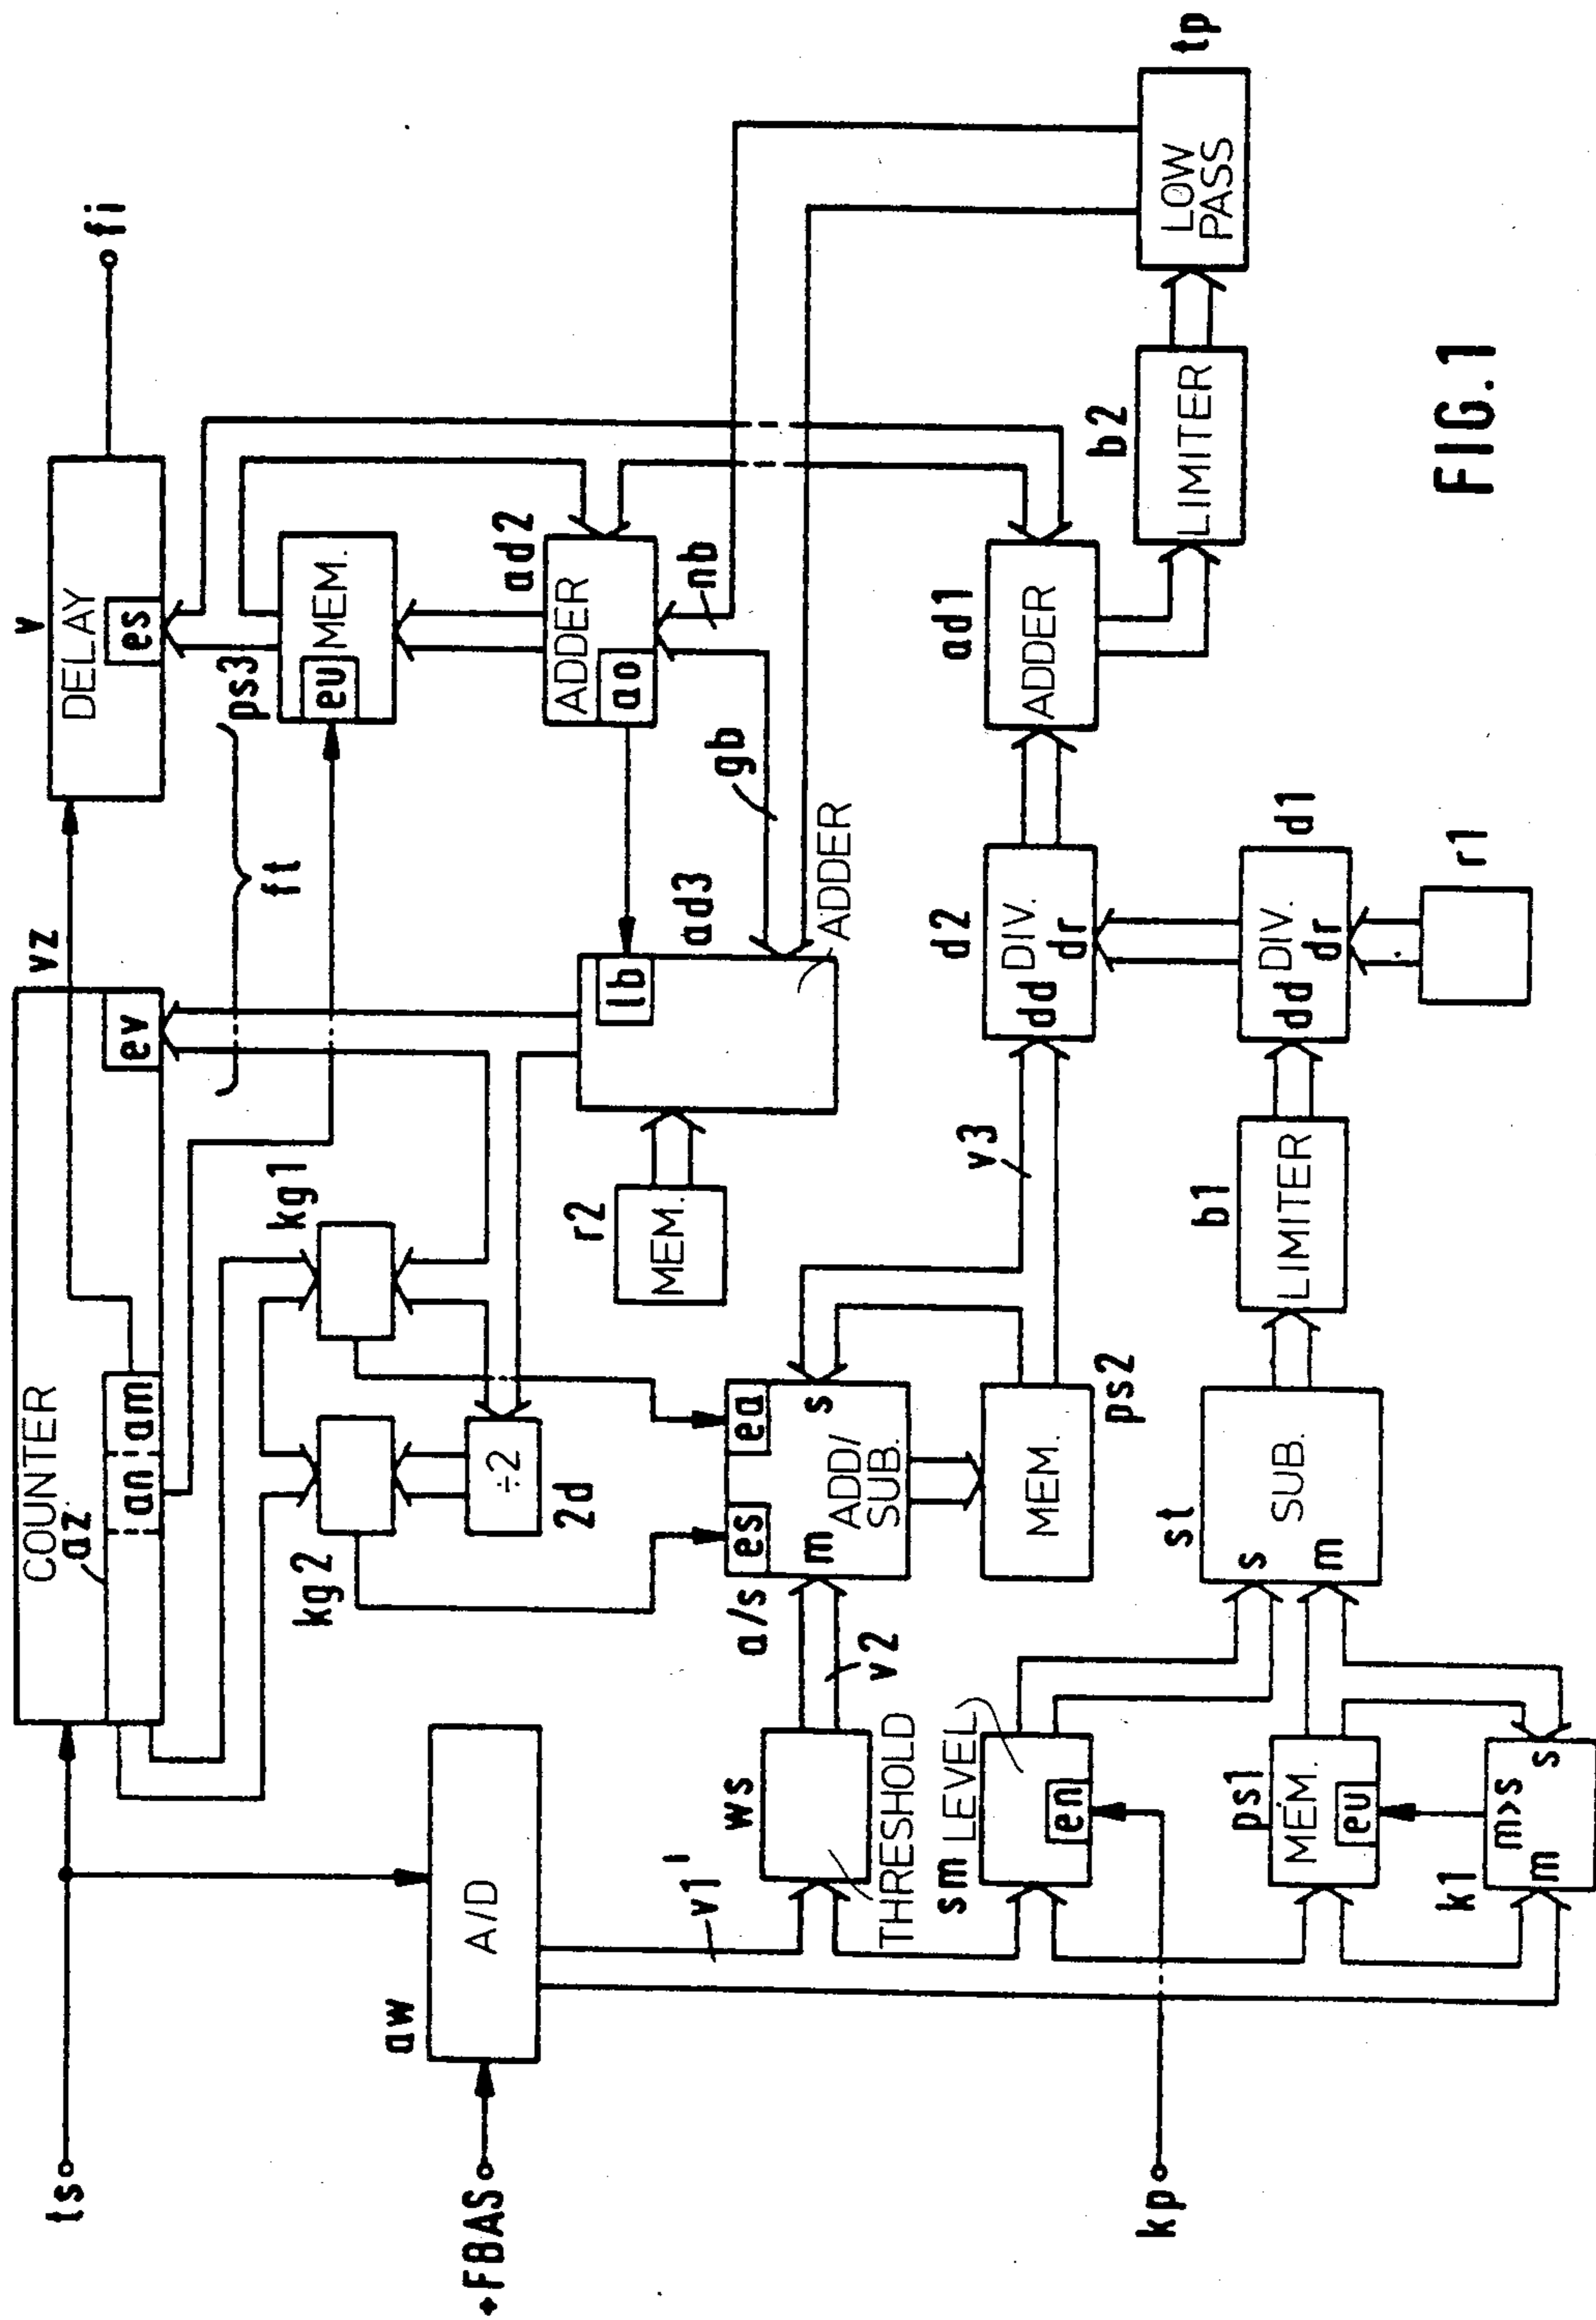 ts
COUNTER
az
an
am
ev
vz
DELAY
v
es
fi
+FBAS
aw
A/D
kg2
kg1
ft
ps3
eu
MEM.
2d
÷2
r2
MEM.
ad3
lb
ADDER
gb
ad2
ADDER
ao
nb
v1'
ws
THRESHOLD
v2
a/s
es
ea
m
s
ADD/
SUB.
ps2
MEM.
v3
d2
dd
DIV.
dr
ad1
ADDER
b2
LIMITER
tp
LOW
PASS
kp
sm
LEVEL
en
ps1
MEM.
eu
k1
m>s
m
s
st
s
m
SUB.
b1
LIMITER
d1
dd
DIV.
dr
r1
FIG.1